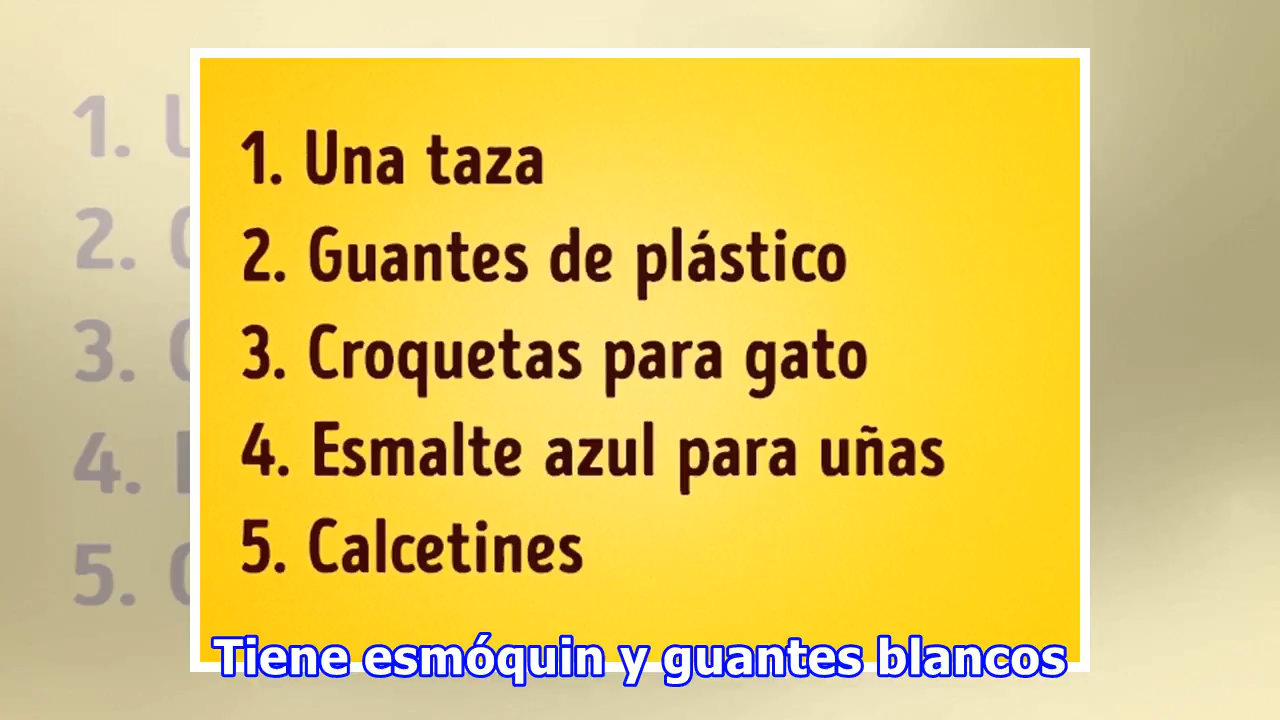 1. Una taza
2. Guantes de plástico
3. Croquetas para gato
4. Esmalte azul para uñas
5. Calcetines
Tiene esmóquin y guantes blancos